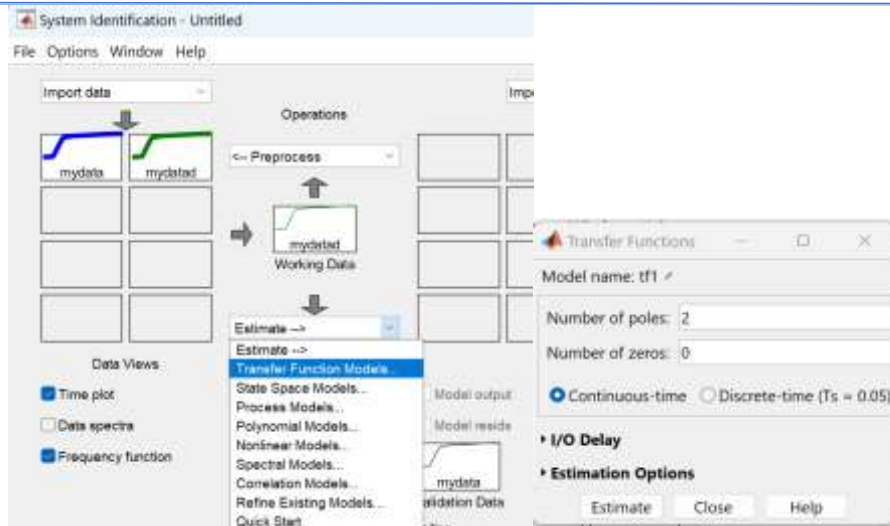 System Identification - Untitled
File Options Window Help
Import data
Operations
mydata
mydatad
<-- Preprocess
mydatad
Working Data
Estimate -->
Estimate -->
Transfer Function Models...
State Space Models...
Process Models...
Polynomial Models...
Nonlinear Models...
Spectral Models...
Correlation Models...
Refine Existing Models...
Quick Start
Data Views
Time plot
Data spectra
Frequency function
Model output
Model reside
mydata
alidation Data
Transfer Functions
Model name: tf1
Number of poles: 2
Number of zeros: 0
Continuous-time Discrete-time (Ts = 0.05)
I/O Delay
Estimation Options
Estimate Close Help